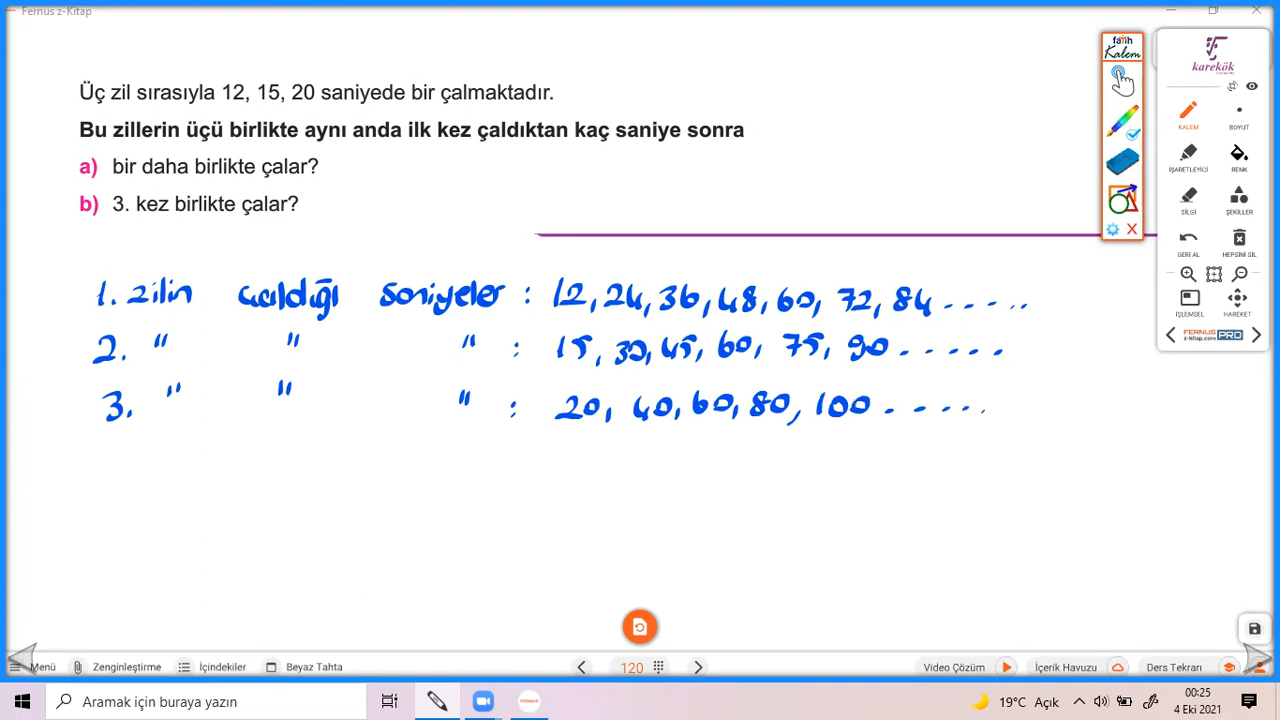 Fernus z-Kitap
Üç zil sırasıyla 12, 15, 20 saniyede bir çalmaktadır.
Bu zillerin üçü birlikte aynı anda ilk kez çaldıktan kaç saniye sonra
a) bir daha birlikte çalar?
b) 3. kez birlikte çalar?
1. zilin çaldığı saniyeler : 12, 24, 36, 48, 60, 72, 84 ......
2. " " " : 15, 30, 45, 60, 75, 90 ......
3. " " " : 20, 40, 60, 80, 100 ......
fatih
Kalem
karekök
KALEM
BOYUT
İŞARETLEYİCİ
RENK
SİLGİ
ŞEKİLLER
GERİ AL
HEPSİNİ SİL
İŞLEMSEL
HAREKET
FERNUS PRO
z-kitap.com
Menü
Zenginleştirme
İçindekiler
Beyaz Tahta
120
Video Çözüm
İçerik Havuzu
Ders Tekrarı
Aramak için buraya yazın
FERNUS
19°C Açık
00:25
4 Eki 2021